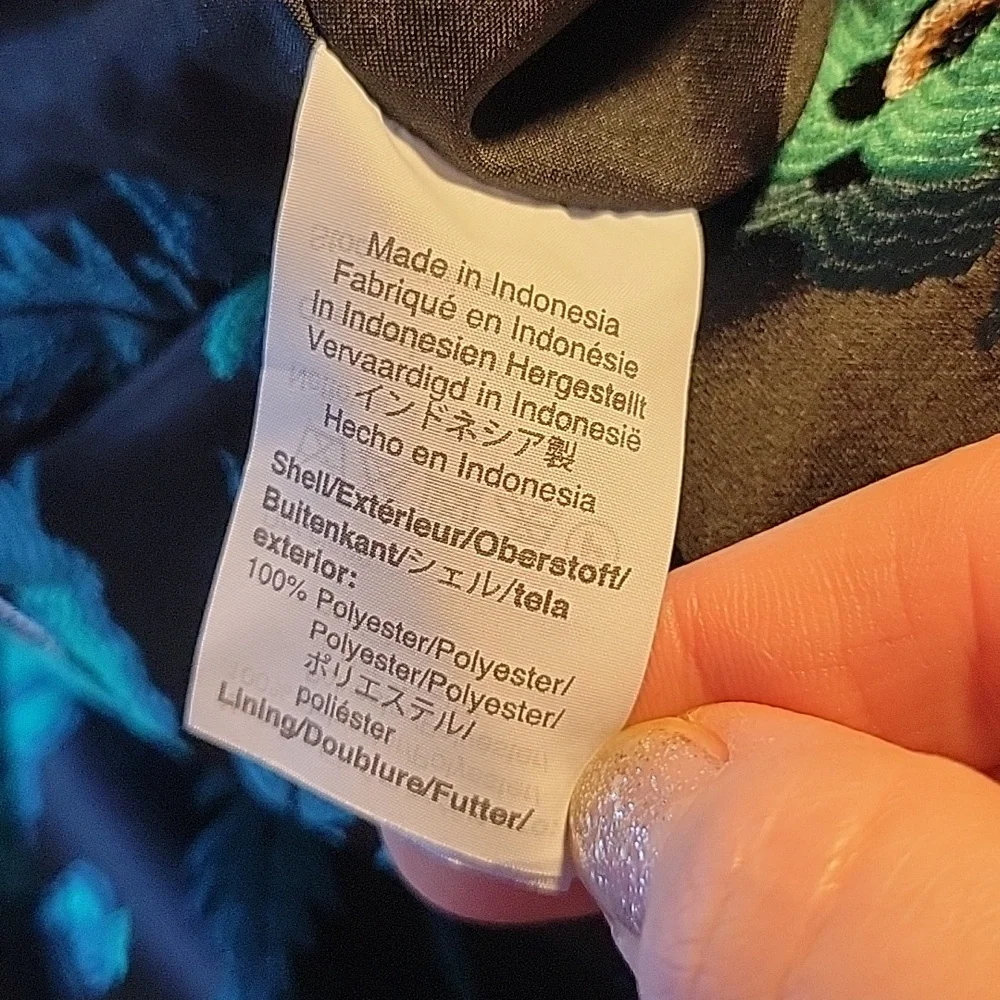 Made in Indonesia
Fabriqué en Indonésie
In Indonesien Hergestellt
Vervaardigd in Indonesië
インドネシア製
Hecho en Indonesia
Shell/Extérieur/Oberstoff/
Buitenkant/シェル/tela
exterior:
100% Polyester/Polyester/
Polyester/Polyester/
ポリエステル/
poliéster
Lining/Doublure/Futter/